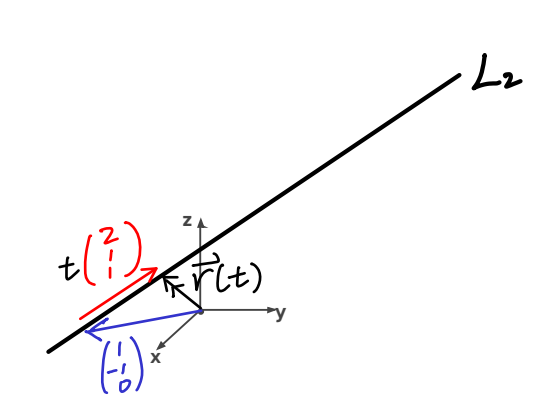 L₂
z
t(2 1 1)
r⃗(t)
y
x
(1 -1 0)